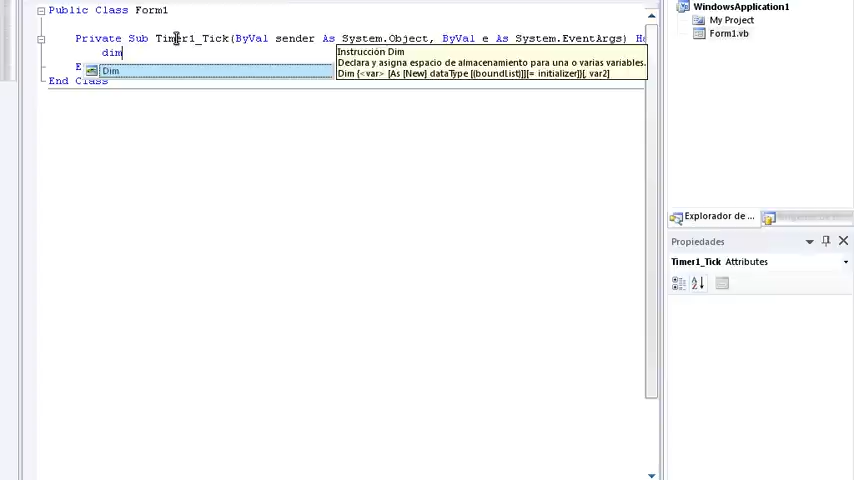 Public Class Form1
Private Sub Timer1_Tick(ByVal sender As System.Object, ByVal e As System.EventArgs) Ha
dim
Instrucción Dim
Declara y asigna espacio de almacenamiento para una o varias variables.
Dim {<var> [As [New] dataType [(boundList)]][= initializer]}[, var2]
Dim
E
End Class
WindowsApplication1
My Project
Form1.vb
Explorador de ...
Propiedades
Timer1_Tick Attributes